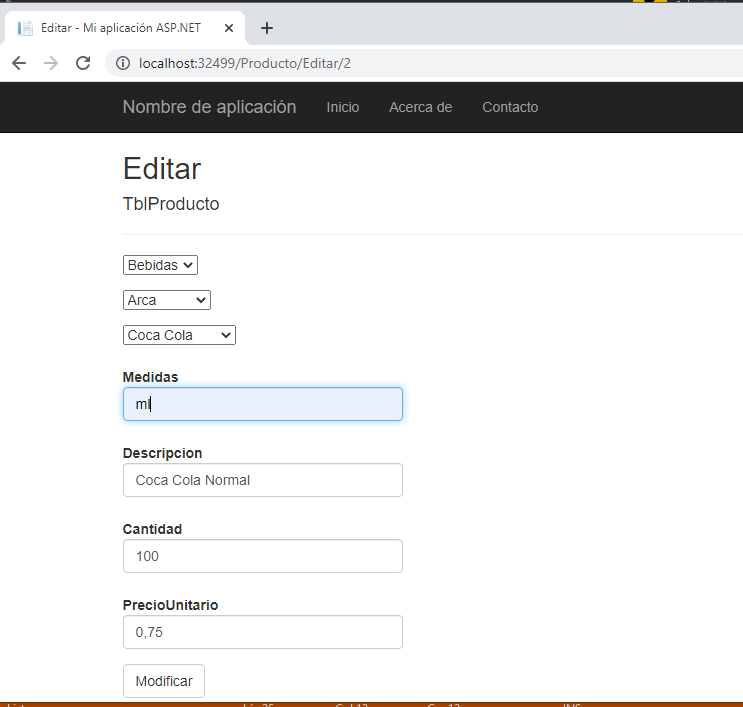 Editar - Mi aplicación ASP.NET
localhost:32499/Producto/Editar/2
Nombre de aplicación Inicio Acerca de Contacto
Editar
TblProducto
Bebidas
Arca
Coca Cola
Medidas
ml
Descripcion
Coca Cola Normal
Cantidad
100
PrecioUnitario
0,75
Modificar